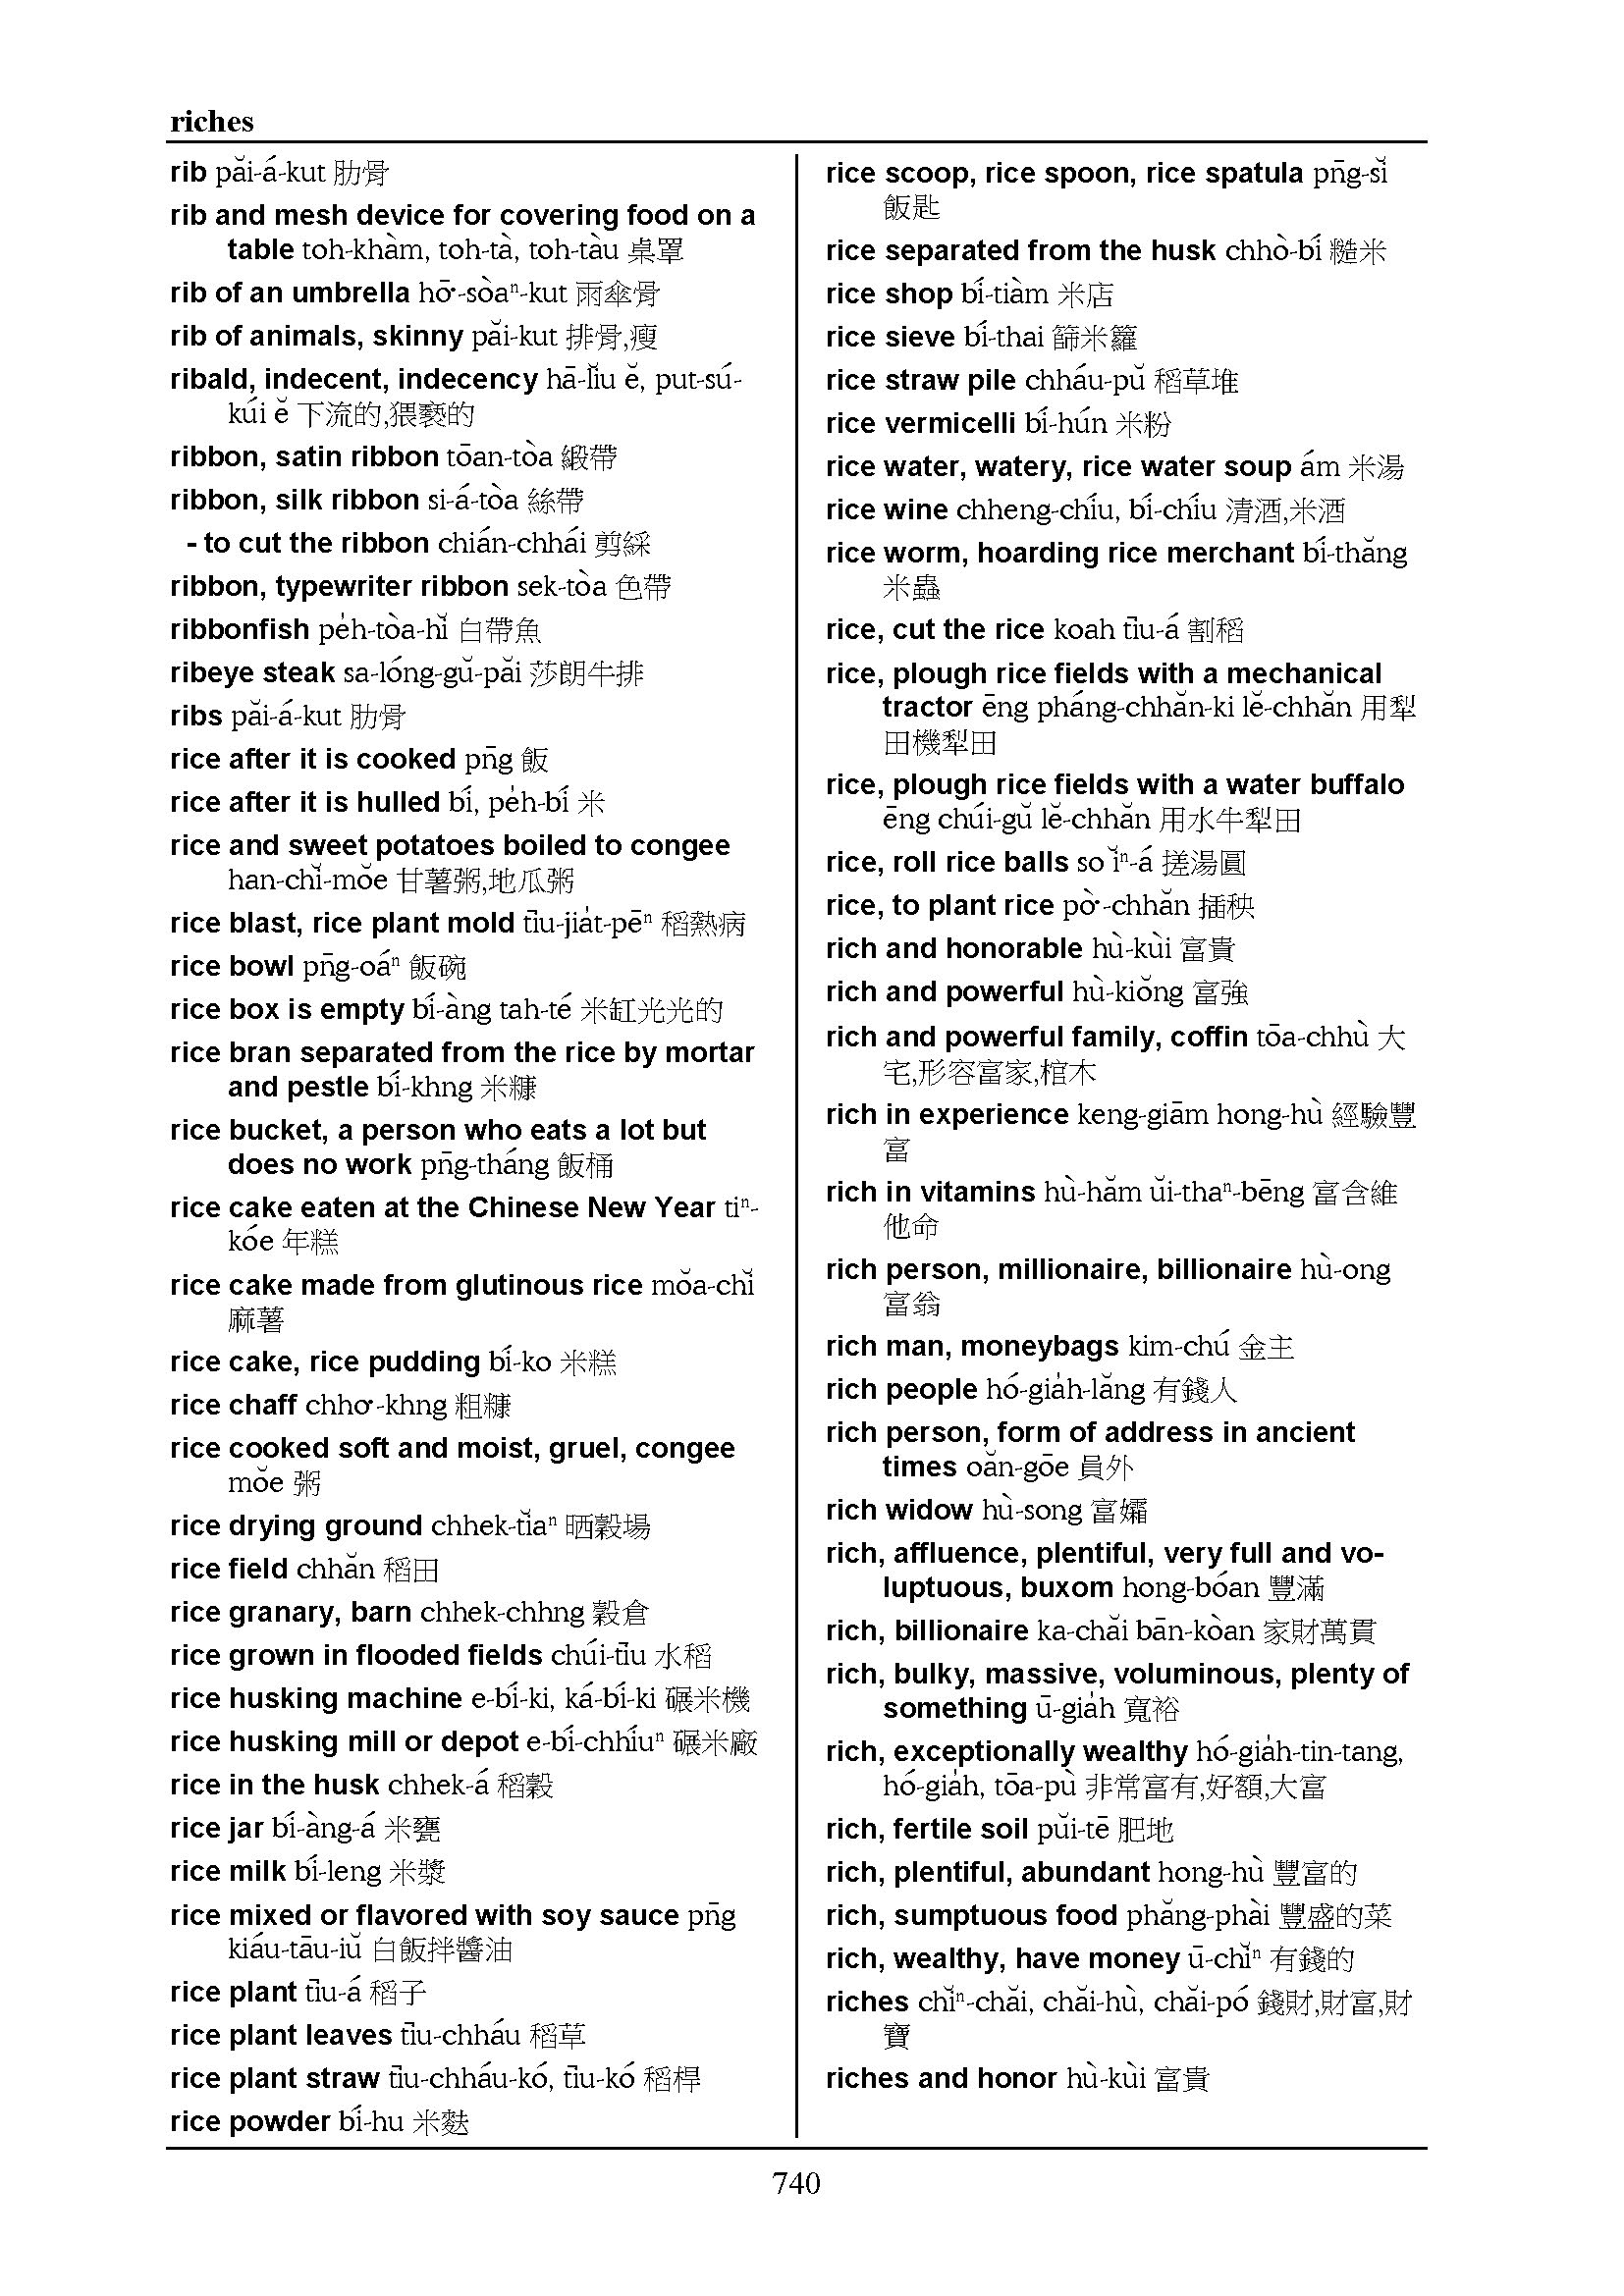 riches
rib păi-á-kut 肋骨
rib and mesh device for covering food on a
table toh-khàm, toh-tà, toh-tàu 桌罩
rib of an umbrella hō͘-sòaⁿ-kut 雨傘骨
rib of animals, skinny păi-kut 排骨,瘦
ribald, indecent, indecency hā-lĭu ĕ, put-sú-
kúi ĕ 下流的,猥褻的
ribbon, satin ribbon tōan-tòa 緞帶
ribbon, silk ribbon si-á-tòa 絲帶
- to cut the ribbon chián-chhái 剪綵
ribbon, typewriter ribbon sek-tòa 色帶
ribbonfish pe̍h-tòa-hĭ 白帶魚
ribeye steak sa-lóng-gŭ-păi 莎朗牛排
ribs păi-á-kut 肋骨
rice after it is cooked pn̄g 飯
rice after it is hulled bí, pe̍h-bí 米
rice and sweet potatoes boiled to congee
han-chĭ-mŏe 甘薯粥,地瓜粥
rice blast, rice plant mold tīu-jia̍t-pēⁿ 稻熱病
rice bowl pn̄g-oáⁿ 飯碗
rice box is empty bí-àng tah-té 米缸光光的
rice bran separated from the rice by mortar
and pestle bí-khng 米糠
rice bucket, a person who eats a lot but
does no work pn̄g-tháng 飯桶
rice cake eaten at the Chinese New Year tiⁿ-
kóe 年糕
rice cake made from glutinous rice mŏa-chĭ
麻薯
rice cake, rice pudding bí-ko 米糕
rice chaff chho͘-khng 粗糠
rice cooked soft and moist, gruel, congee
mŏe 粥
rice drying ground chhek-tĭaⁿ 晒穀場
rice field chhăn 稻田
rice granary, barn chhek-chhng 穀倉
rice grown in flooded fields chúi-tīu 水稻
rice husking machine e-bí-ki, ká-bí-ki 碾米機
rice husking mill or depot e-bí-chhíuⁿ 碾米廠
rice in the husk chhek-á 稻穀
rice jar bí-àng-á 米甕
rice milk bí-leng 米漿
rice mixed or flavored with soy sauce pn̄g
kiáu-tāu-iŭ 白飯拌醬油
rice plant tīu-á 稻子
rice plant leaves tīu-chháu 稻草
rice plant straw tīu-chháu-kó, tīu-kó 稻桿
rice powder bí-hu 米麩
rice scoop, rice spoon, rice spatula pn̄g-sĭ
飯匙
rice separated from the husk chhò-bí 糙米
rice shop bí-tiàm 米店
rice sieve bí-thai 篩米籮
rice straw pile chháu-pŭ 稻草堆
rice vermicelli bí-hún 米粉
rice water, watery, rice water soup ám 米湯
rice wine chheng-chíu, bí-chíu 清酒,米酒
rice worm, hoarding rice merchant bí-thăng
米蟲
rice, cut the rice koah tīu-á 割稻
rice, plough rice fields with a mechanical
tractor ēng pháng-chhăn-ki lĕ-chhăn 用犁
田機犁田
rice, plough rice fields with a water buffalo
ēng chúi-gŭ lĕ-chhăn 用水牛犁田
rice, roll rice balls so ĭⁿ-á 搓湯圓
rice, to plant rice pò͘-chhăn 插秧
rich and honorable hù-kùi 富貴
rich and powerful hù-kiŏng 富強
rich and powerful family, coffin tōa-chhù 大
宅,形容富家,棺木
rich in experience keng-giām hong-hù 經驗豐
富
rich in vitamins hù-hăm ŭi-thaⁿ-bēng 富含維
他命
rich person, millionaire, billionaire hù-ong
富翁
rich man, moneybags kim-chú 金主
rich people hó-gia̍h-lăng 有錢人
rich person, form of address in ancient
times oăn-gōe 員外
rich widow hù-song 富孀
rich, affluence, plentiful, very full and vo-
luptuous, buxom hong-bóan 豐滿
rich, billionaire ka-chăi bān-kòan 家財萬貫
rich, bulky, massive, voluminous, plenty of
something ū-gia̍h 寬裕
rich, exceptionally wealthy hó-gia̍h-tin-tang,
hó-gia̍h, tōa-pù 非常富有,好額,大富
rich, fertile soil pŭi-tē 肥地
rich, plentiful, abundant hong-hù 豐富的
rich, sumptuous food phăng-phài 豐盛的菜
rich, wealthy, have money ū-chĭⁿ 有錢的
riches chĭⁿ-chăi, chăi-hù, chăi-pó 錢財,財富,財
寶
riches and honor hù-kùi 富貴
740